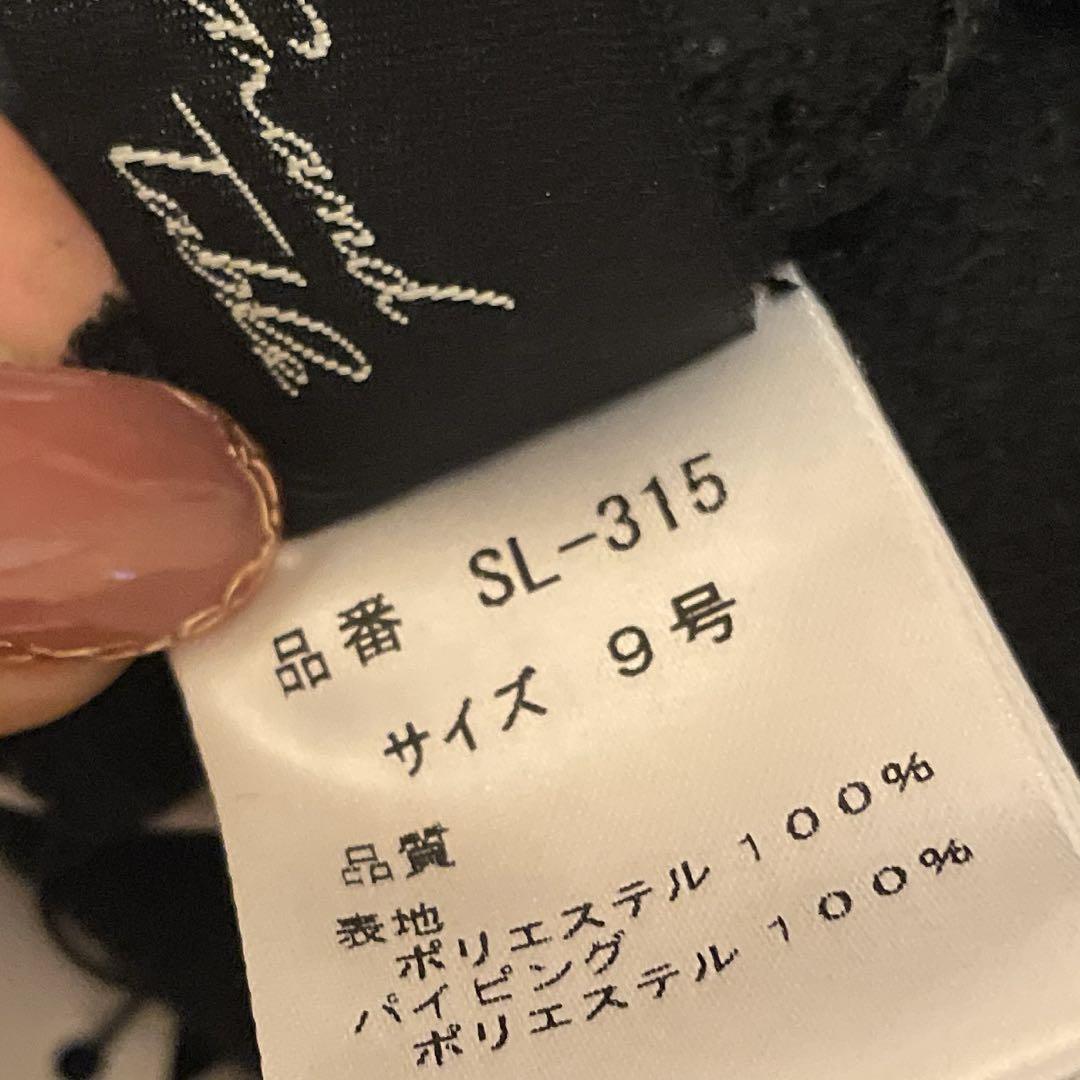 品番 SL-315
サイズ 9号
品質
表地
ポリエステル 100%
パイピング
ポリエステル 100%